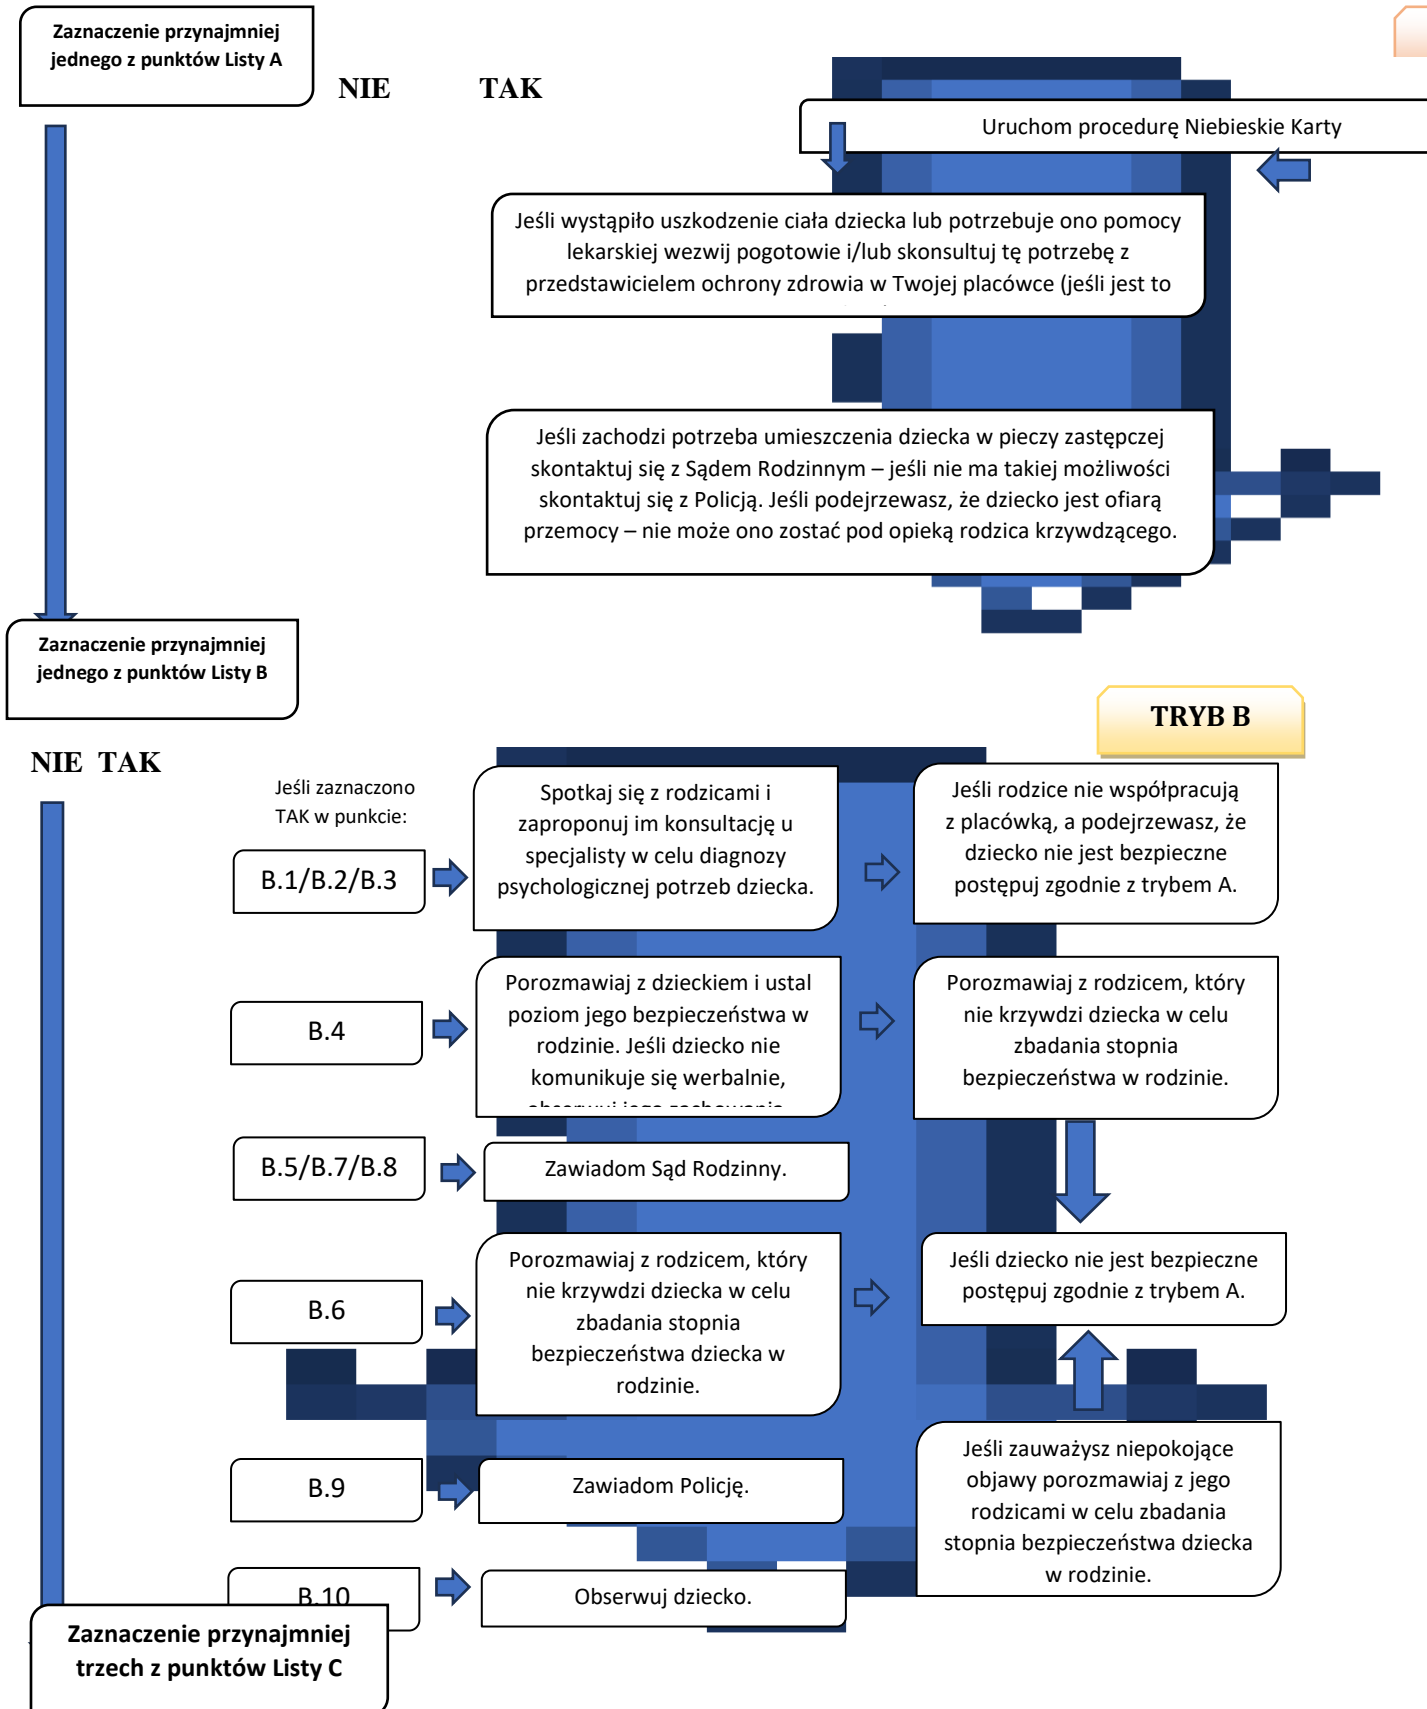 Zaznaczenie przynajmniej
jednego z punktów Listy A
NIE TAK
Uruchom procedurę Niebieskie Karty
Jeśli wystąpiło uszkodzenie ciała dziecka lub potrzebuje ono pomocy
lekarskiej wezwij pogotowie i/lub skonsultuj tę potrzebę z
przedstawicielem ochrony zdrowia w Twojej placówce (jeśli jest to
Jeśli zachodzi potrzeba umieszczenia dziecka w pieczy zastępczej
skontaktuj się z Sądem Rodzinnym – jeśli nie ma takiej możliwości
skontaktuj się z Policją. Jeśli podejrzewasz, że dziecko jest ofiarą
przemocy – nie może ono zostać pod opieką rodzica krzywdzącego.
Zaznaczenie przynajmniej
jednego z punktów Listy B
TRYB B
NIE TAK
Jeśli zaznaczono
TAK w punkcie:
B.1/B.2/B.3
Spotkaj się z rodzicami i
zaproponuj im konsultację u
specjalisty w celu diagnozy
psychologicznej potrzeb dziecka.
Jeśli rodzice nie współpracują
z placówką, a podejrzewasz, że
dziecko nie jest bezpieczne
postępuj zgodnie z trybem A.
B.4
Porozmawiaj z dzieckiem i ustal
poziom jego bezpieczeństwa w
rodzinie. Jeśli dziecko nie
komunikuje się werbalnie,
obserwuj jego zachowania
Porozmawiaj z rodzicem, który
nie krzywdzi dziecka w celu
zbadania stopnia
bezpieczeństwa w rodzinie.
B.5/B.7/B.8
Zawiadom Sąd Rodzinny.
B.6
Porozmawiaj z rodzicem, który
nie krzywdzi dziecka w celu
zbadania stopnia
bezpieczeństwa dziecka w
rodzinie.
Jeśli dziecko nie jest bezpieczne
postępuj zgodnie z trybem A.
B.9
Zawiadom Policję.
Jeśli zauważysz niepokojące
objawy porozmawiaj z jego
rodzicami w celu zbadania
stopnia bezpieczeństwa dziecka
w rodzinie.
B.10
Obserwuj dziecko.
Zaznaczenie przynajmniej
trzech z punktów Listy C